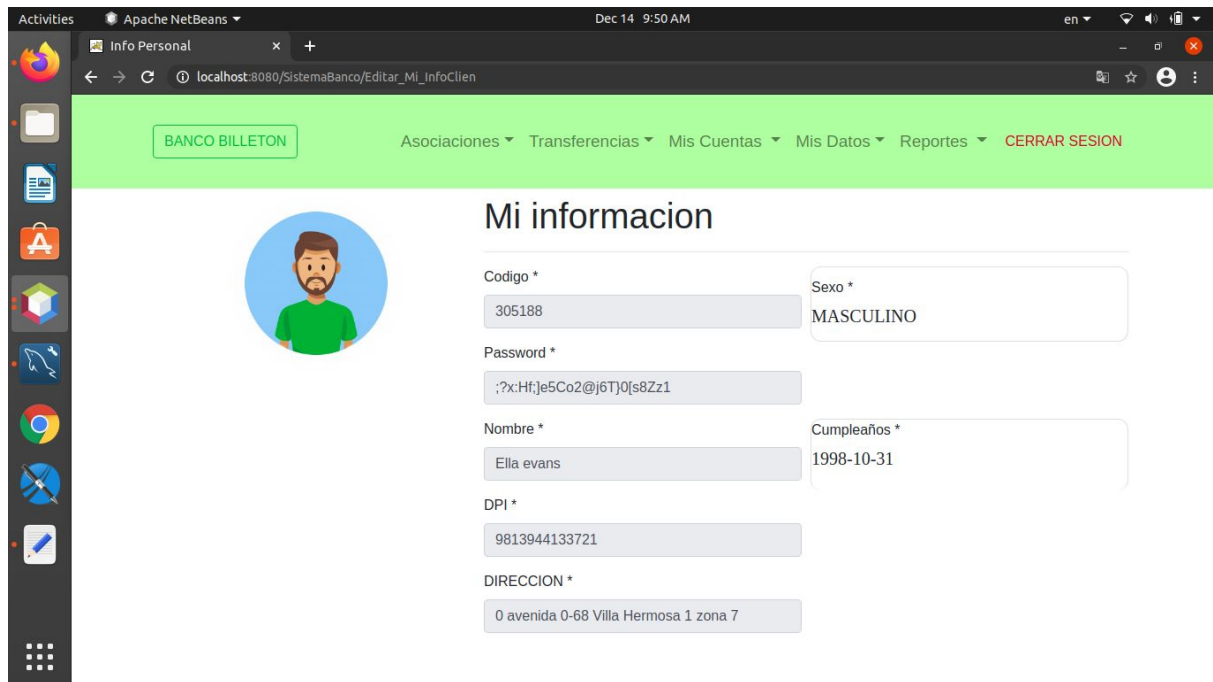 Activities Apache NetBeans Dec 14 9:50 AM en
Info Personal × +
localhost:8080/SistemaBanco/Editar_Mi_InfoClien
BANCO BILLETON Asociaciones Transferencias Mis Cuentas Mis Datos Reportes CERRAR SESION
Mi informacion
Codigo *
305188
Sexo *
MASCULINO
Password *
;?x:Hf;]e5Co2@j6T}0[s8Zz1
Nombre *
Ella evans
Cumpleaños *
1998-10-31
DPI *
9813944133721
DIRECCION *
0 avenida 0-68 Villa Hermosa 1 zona 7